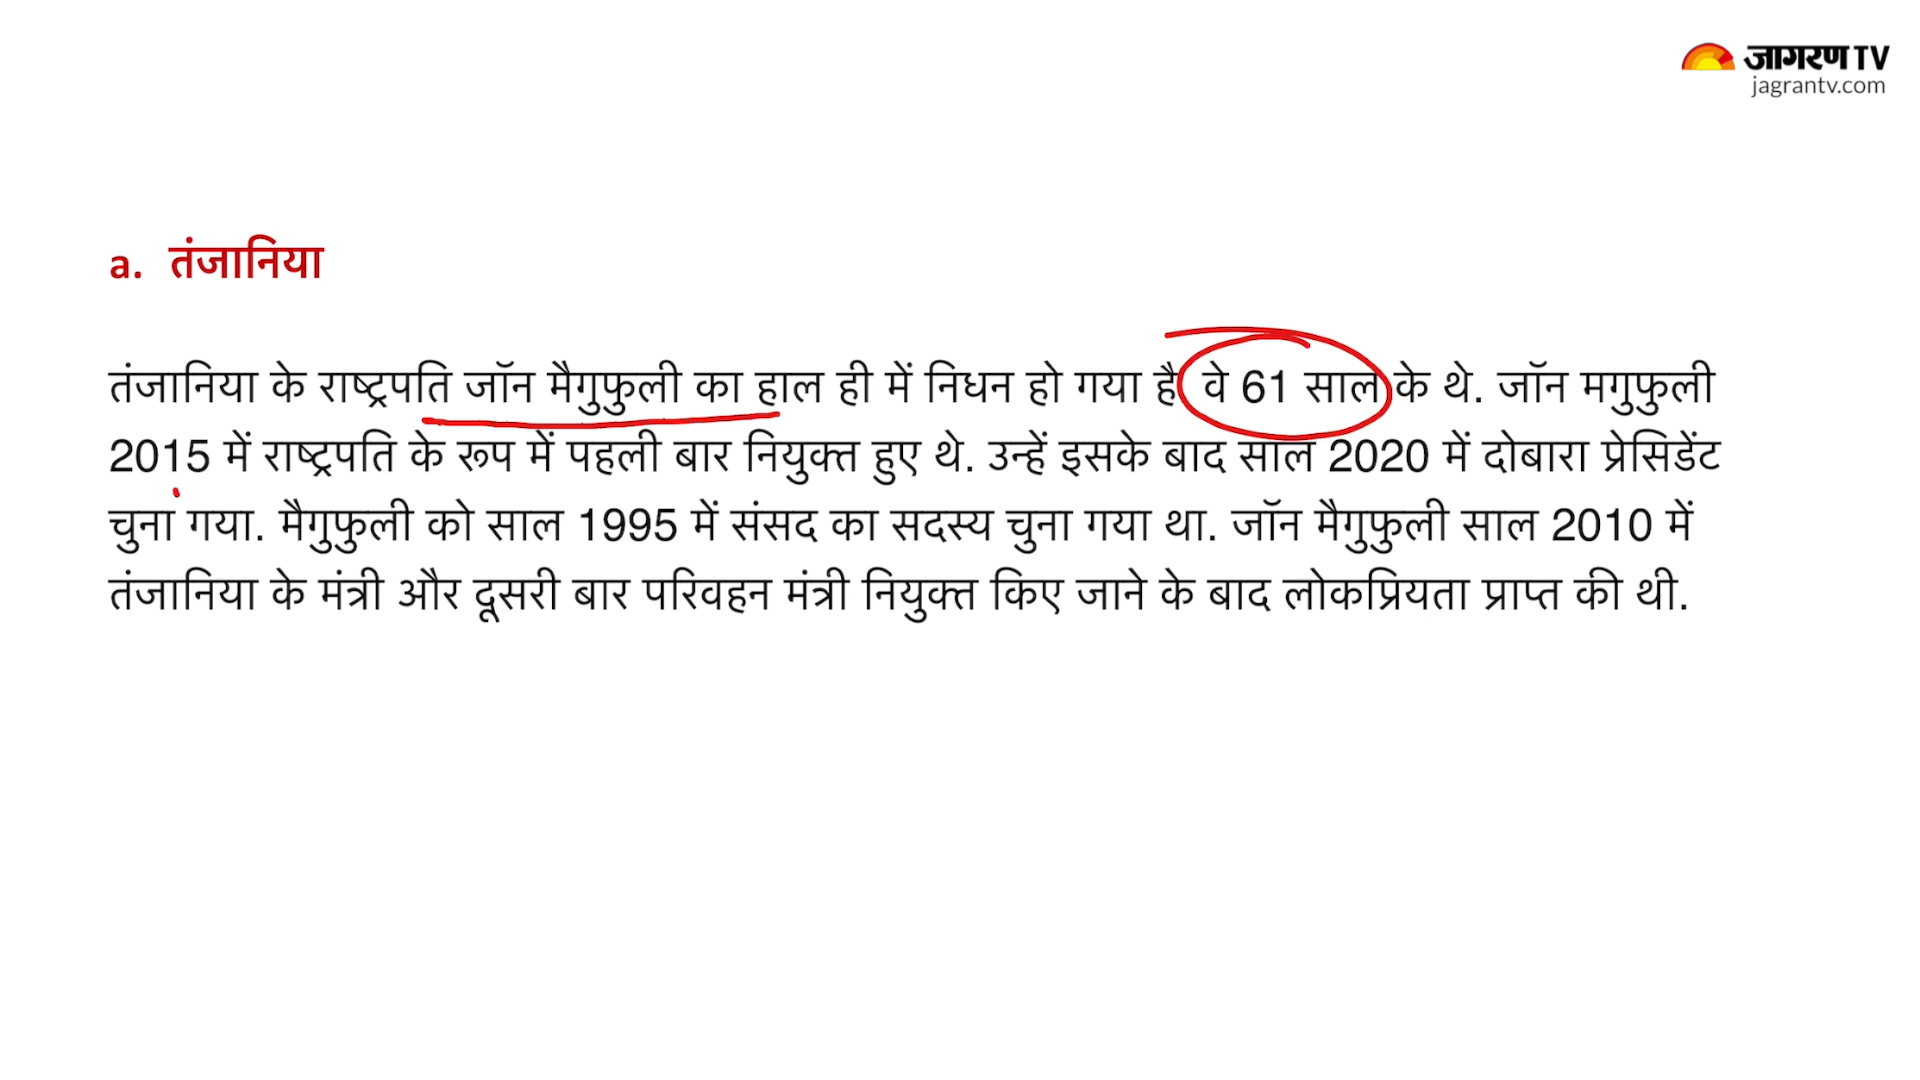 जागरण TV
jagrantv.com
a. तंजानिया
तंजानिया के राष्ट्रपति जॉन मैगुफुली का हाल ही में निधन हो गया है वे 61 साल के थे. जॉन मगुफुली
2015 में राष्ट्रपति के रूप में पहली बार नियुक्त हुए थे. उन्हें इसके बाद साल 2020 में दोबारा प्रेसिडेंट
चुना गया. मैगुफुली को साल 1995 में संसद का सदस्य चुना गया था. जॉन मैगुफुली साल 2010 में
तंजानिया के मंत्री और दूसरी बार परिवहन मंत्री नियुक्त किए जाने के बाद लोकप्रियता प्राप्त की थी.